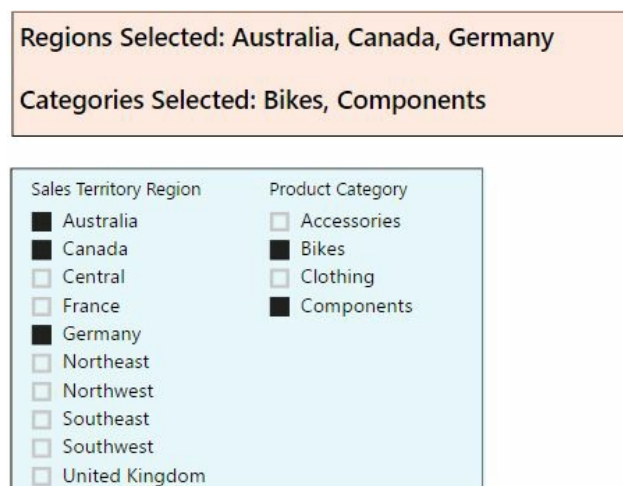 Regions Selected: Australia, Canada, Germany
Categories Selected: Bikes, Components
Sales Territory Region
Australia
Canada
Central
France
Germany
Northeast
Northwest
Southeast
Southwest
United Kingdom
Product Category
Accessories
Bikes
Clothing
Components